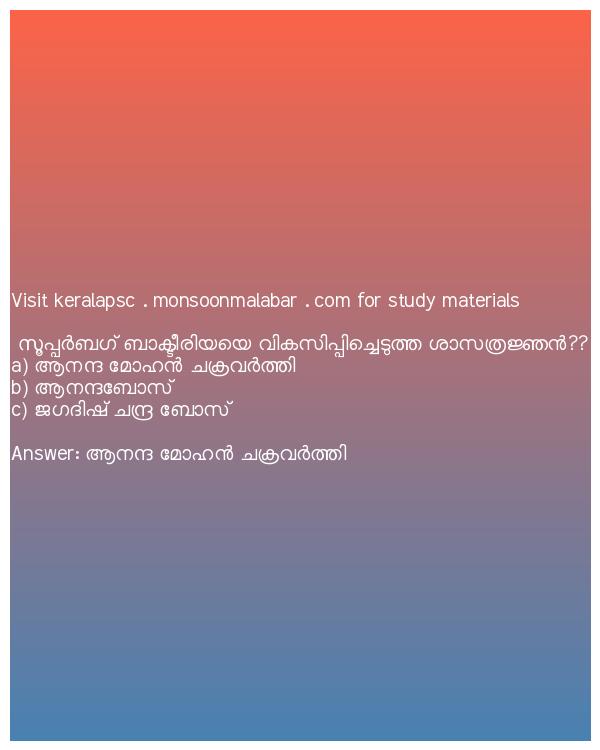 Visit keralapsc . monsoonmalabar . com for study materials
സൂപ്പർബഗ് ബാക്ടീരിയയെ വികസിപ്പിച്ചെടുത്ത ശാസത്രജ്ഞൻ??
a) ആനന്ദ മോഹൻ ചക്രവർത്തി
b) ആനന്ദബോസ്
c) ജഗദിഷ് ചന്ദ്ര ബോസ്
Answer: ആനന്ദ മോഹൻ ചക്രവർത്തി